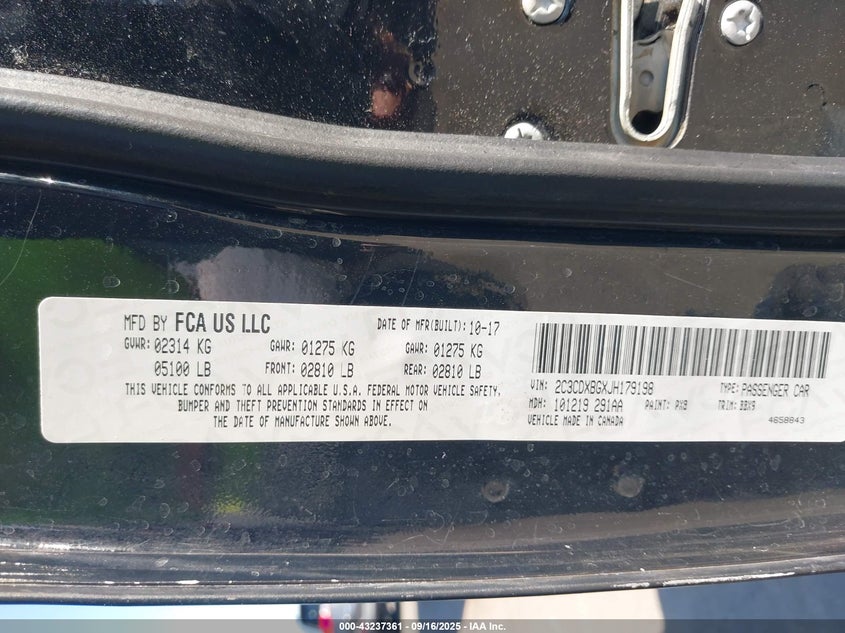 MFD BY FCA US LLC
DATE OF MFR(BUILT): 10-17
GVWR: 02314 KG GAWR: 01275 KG GAWR: 01275 KG
05100 LB FRONT: 02810 LB REAR: 02810 LB
THIS VEHICLE CONFORMS TO ALL APPLICABLE U.S.A. FEDERAL MOTOR VEHICLE SAFETY,
BUMPER AND THEFT PREVENTION STANDARDS IN EFFECT ON
THE DATE OF MANUFACTURE SHOWN ABOVE.
VIN: 2C3CDXBGXJH179198 TYPE: PASSENGER CAR
MDH: 101219 291AA PAINT: PX8 TRIM: BBX9
VEHICLE MADE IN CANADA 4658843
000-43237361 - 09/16/2025 - IAA Inc.